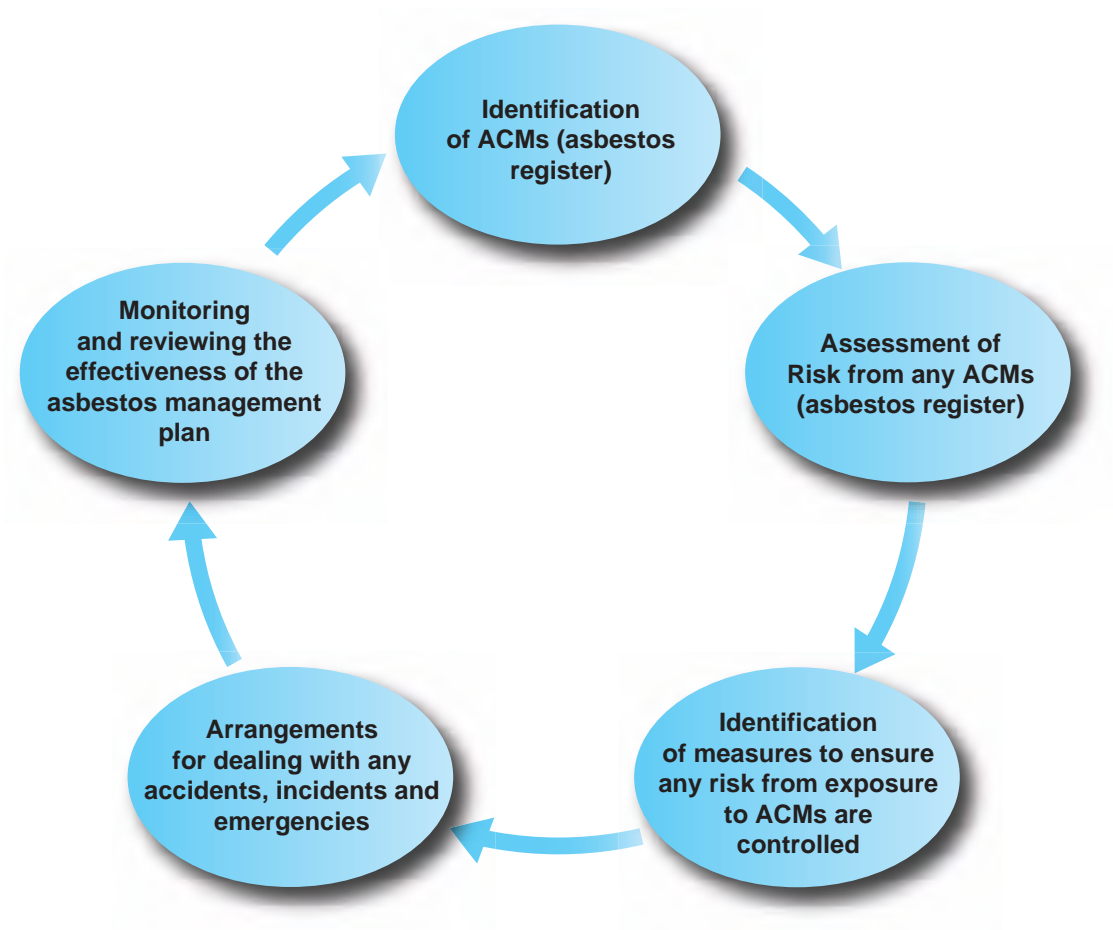 Identification
of ACMs (asbestos
register)
Assessment of
Risk from any ACMs
(asbestos register)
Identification
of measures to ensure
any risk from exposure
to ACMs are
controlled
Arrangements
for dealing with any
accidents, incidents and
emergencies
Monitoring
and reviewing the
effectiveness of the
asbestos management
plan